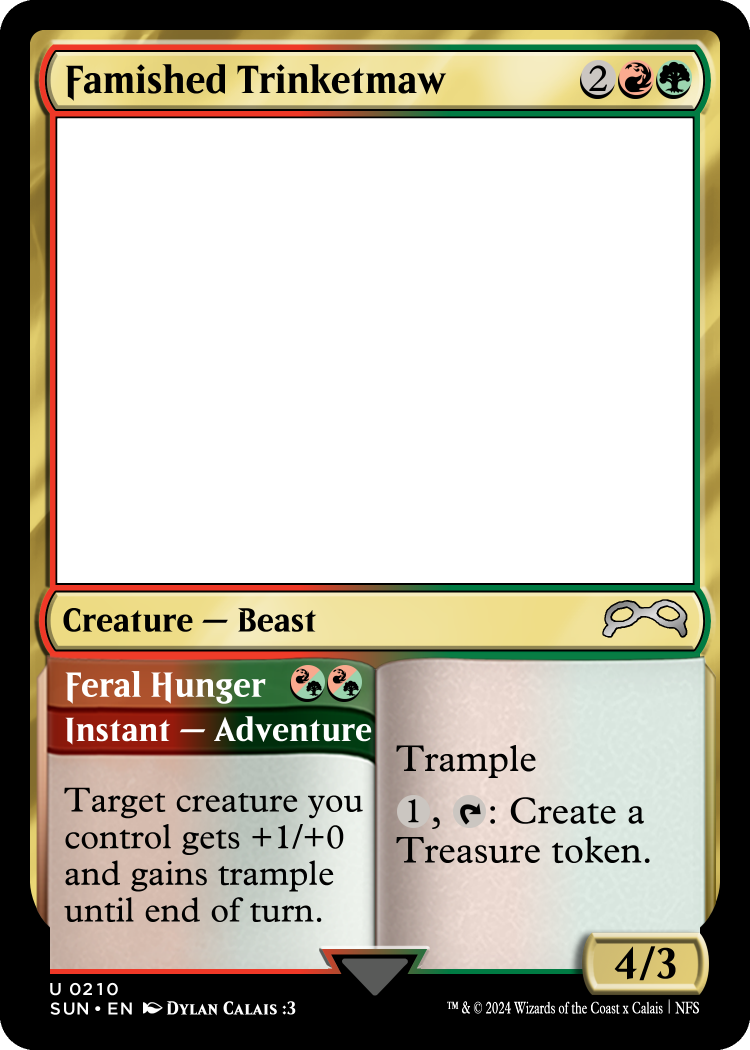 Famished Trinketmaw 2
Creature — Beast
Feral Hunger
Instant — Adventure
Target creature you
control gets +1/+0
and gains trample
until end of turn.
Trample
1, : Create a
Treasure token.
4/3
U 0210
SUN • EN DYLAN CALAIS :3
™ & © 2024 Wizards of the Coast x Calais | NFS